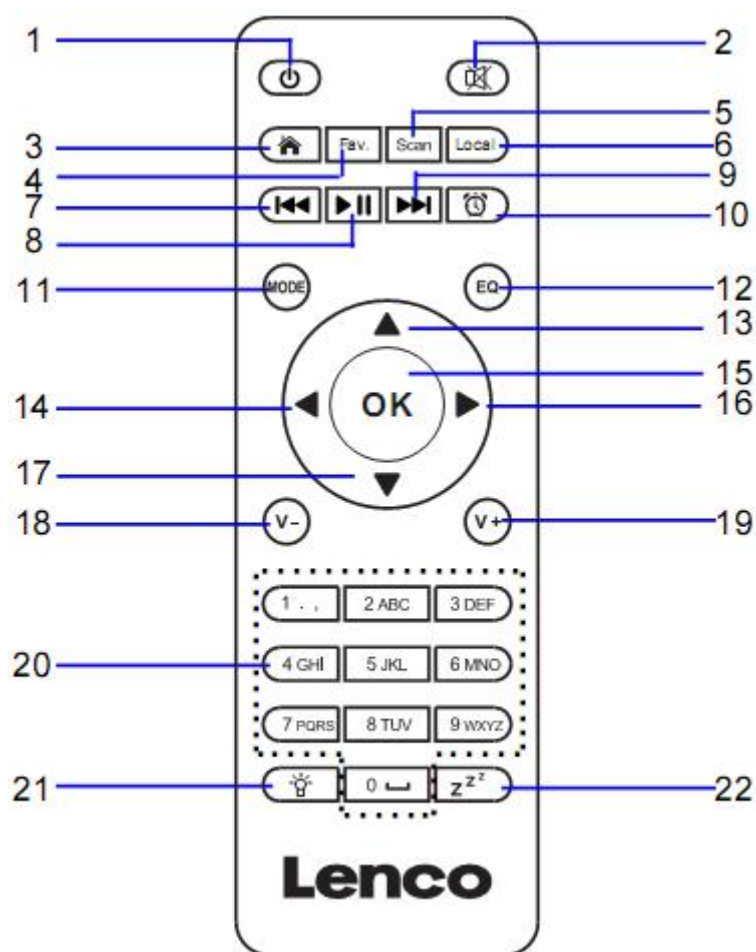 1 2
5
3 Fav. Scan Local 6
4 9
7
8 10
11 MODE EQ 12
13
15
14 OK 16
17
18 V- V+ 19
1 . , 2 ABC 3 DEF
20 4 GHI 5 JKL 6 MNO
7 PQRS 8 TUV 9 WXYZ
21 0 zzz 22
Lenco